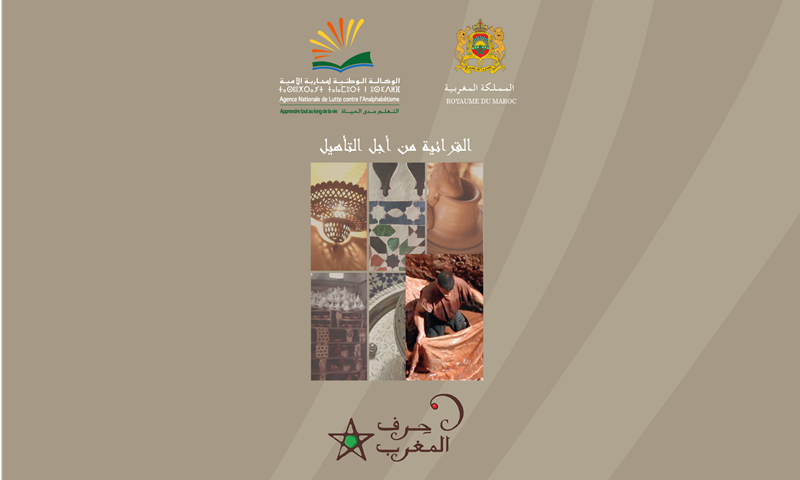 المملكة المغربية
ROYAUME DU MAROC
الوكالة الوطنية لمحاربة الأمية
Agence Nationale de Lutte contre l'Analphabétisme
Apprendre tout au long de la vie التعلم مدى الحياة
القرائية من أجل التأهيل
حِرف
المغرب